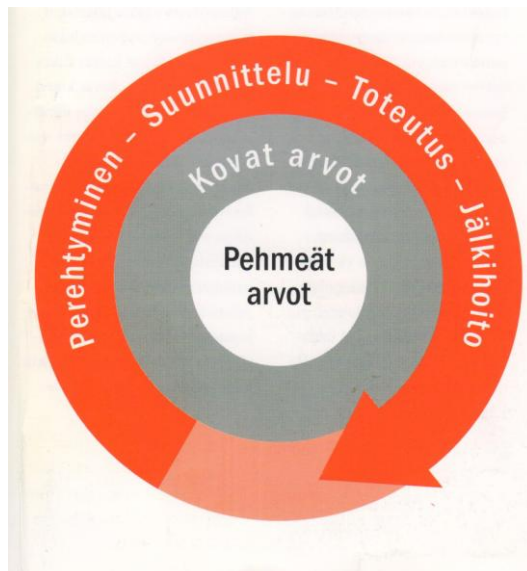 Perehtyminen – Suunnittelu – Toteutus – Jälkihoito
Kovat arvot
Pehmeät
arvot